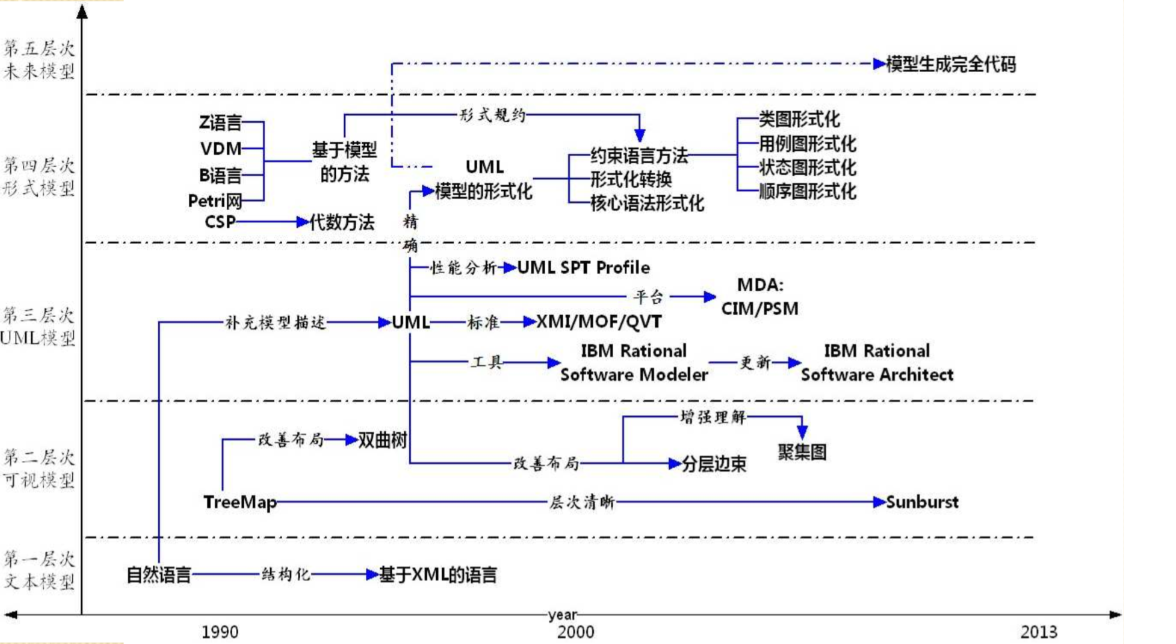 第五层次
未来模型
模型生成完全代码
第四层次
形式模型
Z语言
VDM
B语言
Petri网
CSP
基于模型
的方法
代数方法
形式规约
UML
模型的形式化
约束语言方法
形式化转换
核心语法形式化
类图形式化
用例图形式化
状态图形式化
顺序图形式化
精
确
第三层次
UML模型
补充模型描述
UML
性能分析
UML SPT Profile
平台
MDA:
CIM/PSM
标准
XMI/MOF/QVT
工具
IBM Rational
Software Modeler
更新
IBM Rational
Software Architect
第二层次
可视模型
改善布局
双曲树
增强理解
聚集图
改善布局
分层边束
TreeMap
层次清晰
Sunburst
第一层次
文本模型
自然语言
结构化
基于XML的语言
year
1990
2000
2013